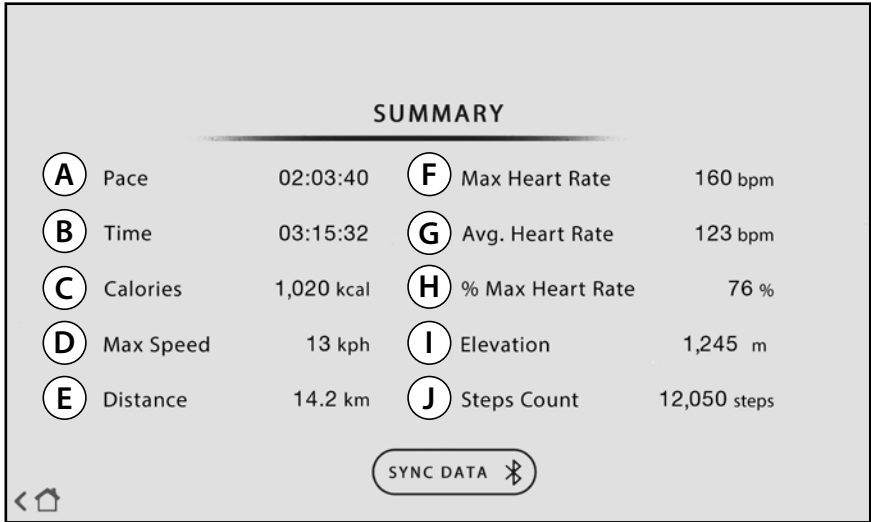 SUMMARY
A Pace 02:03:40
B Time 03:15:32
C Calories 1,020 kcal
D Max Speed 13 kph
E Distance 14.2 km
F Max Heart Rate 160 bpm
G Avg. Heart Rate 123 bpm
H % Max Heart Rate 76 %
I Elevation 1,245 m
J Steps Count 12,050 steps
SYNC DATA